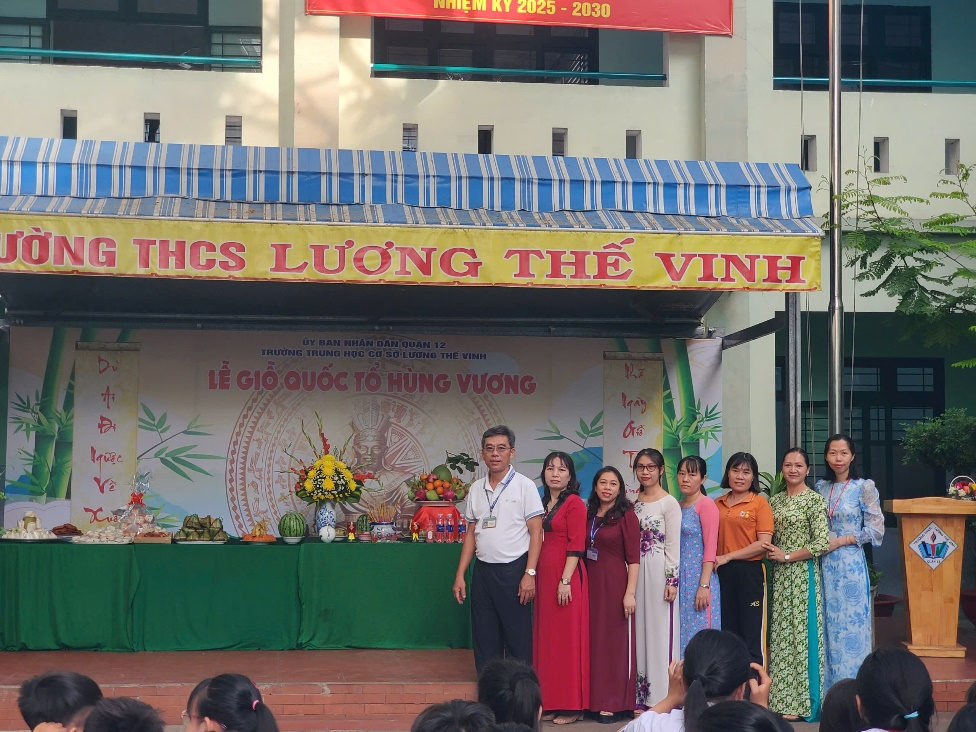 NHIỆM KỲ 2025 - 2030
ƯỜNG THCS LƯƠNG THẾ VINH
ỦY BAN NHÂN DÂN QUẬN 12
TRƯỜNG TRUNG HỌC CƠ SỞ LƯƠNG THẾ VINH
LỄ GIỖ QUỐC TỔ HÙNG VƯƠNG
Dù
Ai
Đi
Ngược
Về
Xuôi
Nhớ
Ngày
Giỗ
T